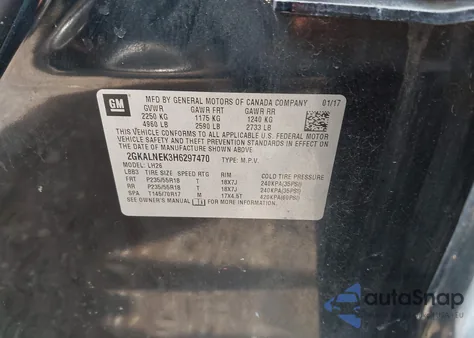 GM
MFD BY GENERAL MOTORS OF CANADA COMPANY 01/17
GVWR GAWR FRT GAWR RR
2250 KG 1175 KG 1240 KG
4960 LB 2590 LB 2733 LB
THIS VEHICLE CONFORMS TO ALL APPLICABLE U.S. FEDERAL MOTOR
VEHICLE SAFETY AND THEFT PREVENTION STANDARDS IN EFFECT ON THE DATE OF
MANUFACTURE SHOWN ABOVE.
2GKALNEK3H6297470 TYPE: M.P.V.
MODEL: LH26
LBB3 TIRE SIZE SPEED RTG RIM COLD TIRE PRESSURE
FRT P235/55R18 T 18X7J 240KPA(35PSI)
RR P235/55R18 T 18X7J 240KPA(35PSI)
SPA T145/70R17 M 17X4.5T 420KPA(60PSI)
SEE OWNER'S MANUAL FOR ADDITIONAL INFORMATION.
autoSnap